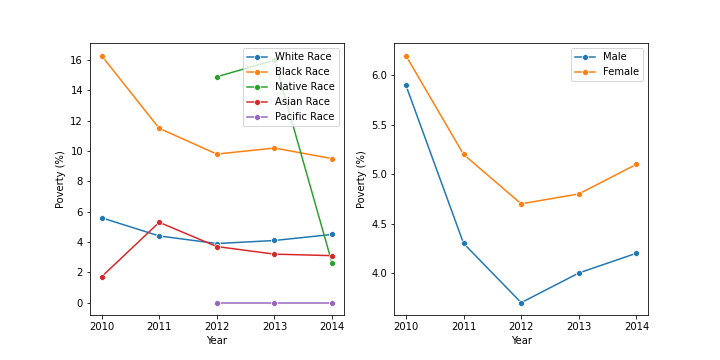 16
14
12
10
8
6
4
2
0
Poverty (%)
2010 2011 2012 2013 2014
Year
White Race
Black Race
Native Race
Asian Race
Pacific Race
6.0
5.5
5.0
4.5
4.0
Poverty (%)
2010 2011 2012 2013 2014
Year
Male
Female